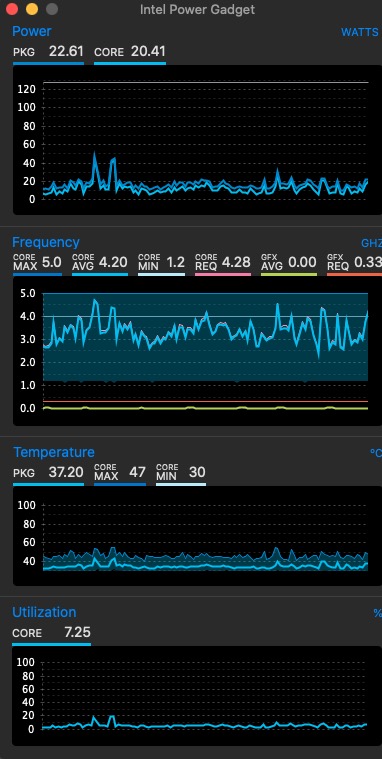 Intel Power Gadget
Power WATTS
PKG 22.61 CORE 20.41
120
100
80
60
40
20
0
Frequency GHZ
CORE MAX 5.0 CORE AVG 4.20 CORE MIN 1.2 CORE REQ 4.28 GFX AVG 0.00 GFX REQ 0.33
5.0
4.0
3.0
2.0
1.0
0.0
Temperature °C
PKG 37.20 CORE MAX 47 CORE MIN 30
100
80
60
40
Utilization %
CORE 7.25
100
80
60
40
20
0